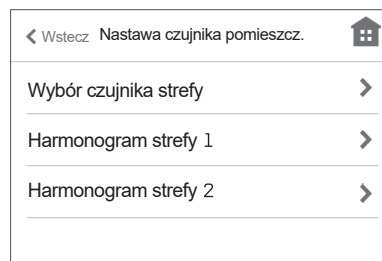 Wstecz Nastawa czujnika pomieszcz.
Wybór czujnika strefy
Harmonogram strefy 1
Harmonogram strefy 2